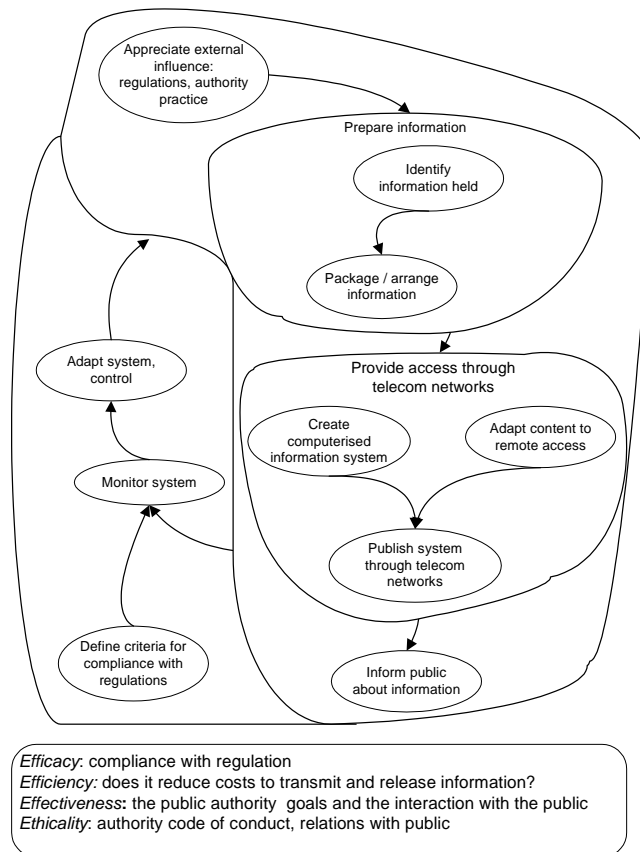 Appreciate external
influence:
regulations, authority
practice
Prepare information
Identify
information held
Package / arrange
information
Adapt system,
control
Provide access through
telecom networks
Create
computerised
information system
Adapt content to
remote access
Monitor system
Publish system
through telecom
networks
Define criteria for
compliance with
regulations
Inform public
about information
Efficacy: compliance with regulation
Efficiency: does it reduce costs to transmit and release information?
Effectiveness: the public authority goals and the interaction with the public
Ethicality: authority code of conduct, relations with public